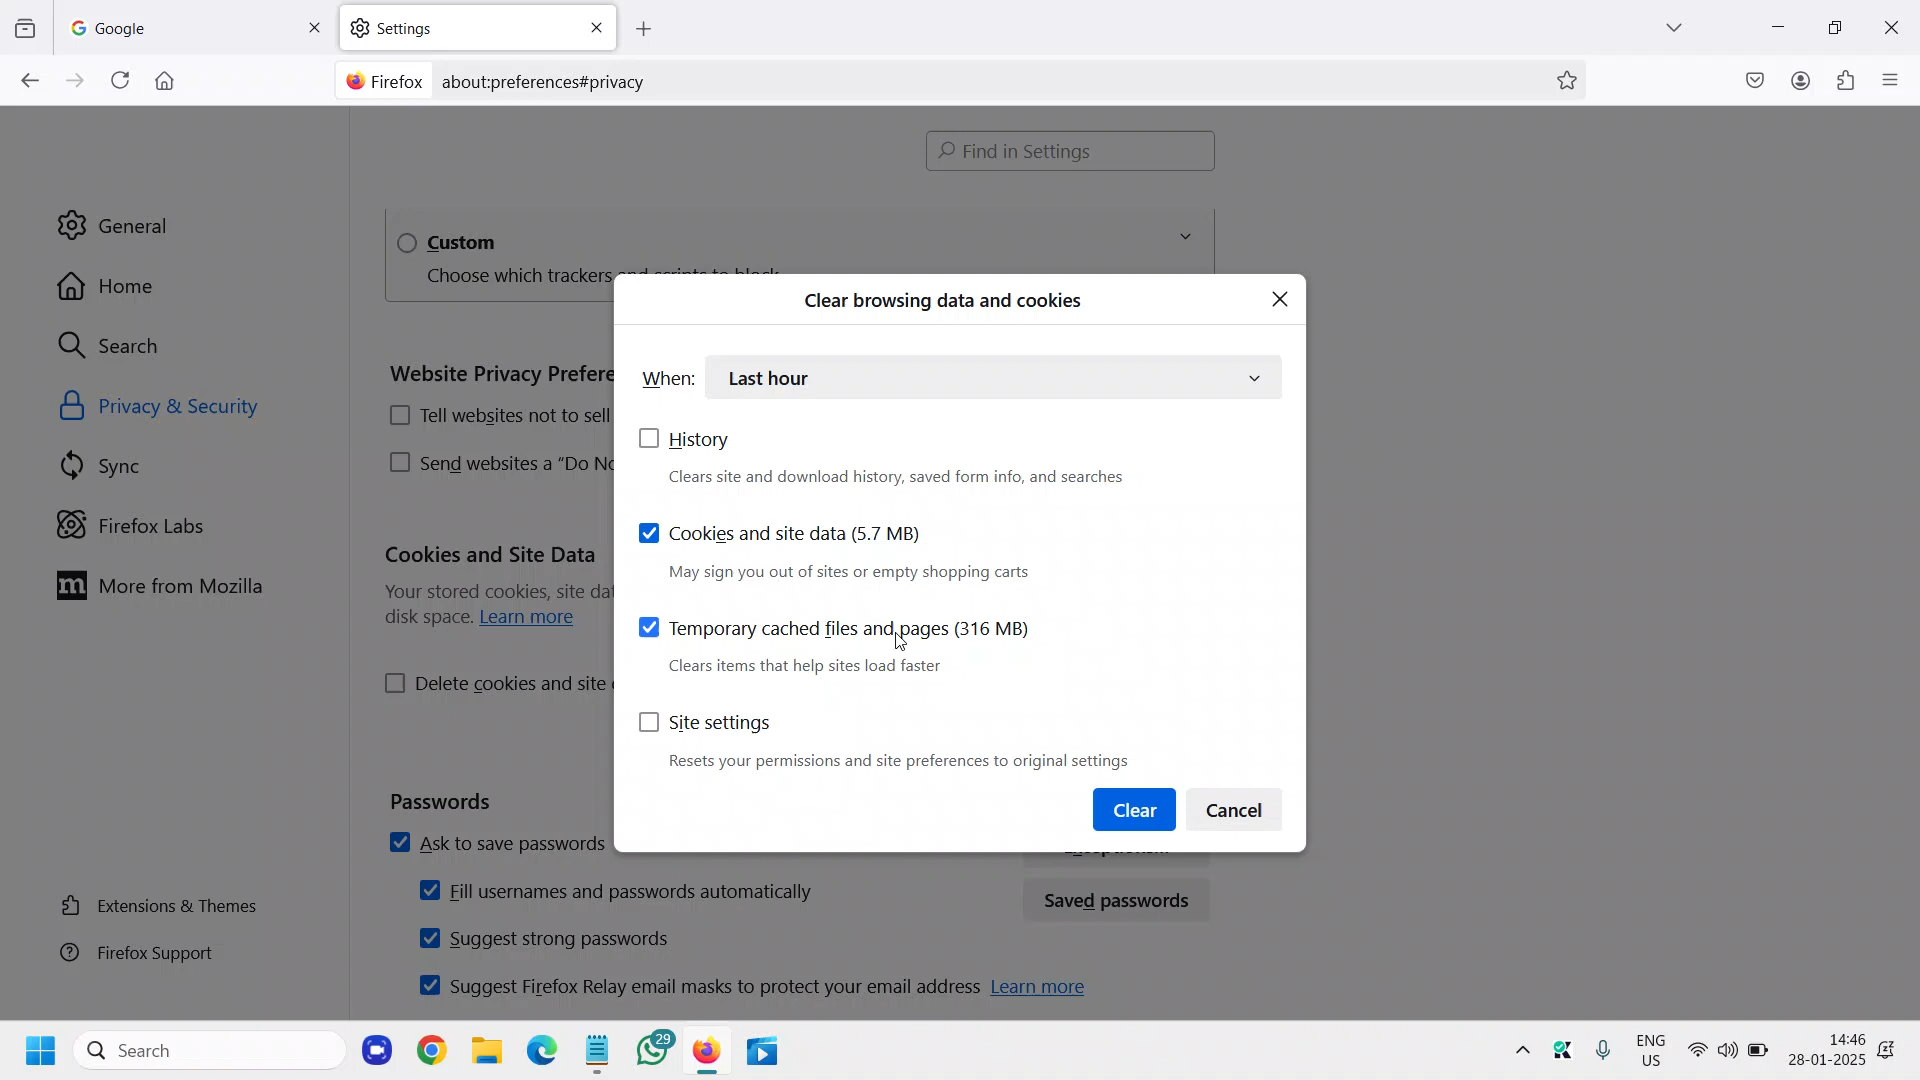 Google
Settings
Firefox
about:preferences#privacy
Find in Settings
General
Home
Search
Privacy & Security
Sync
Firefox Labs
More from Mozilla
Extensions & Themes
Firefox Support
Custom
Choose which trackers and scripts to block
Website Privacy Prefere
Tell websites not to sell
Send websites a “Do No
Cookies and Site Data
Your stored cookies, site dat
disk space. Learn more
Delete cookies and site
Passwords
Ask to save passwords
Fill usernames and passwords automatically
Suggest strong passwords
Suggest Firefox Relay email masks to protect your email address Learn more
Saved passwords
Clear browsing data and cookies
When: Last hour
History
Clears site and download history, saved form info, and searches
Cookies and site data (5.7 MB)
May sign you out of sites or empty shopping carts
Temporary cached files and pages (316 MB)
Clears items that help sites load faster
Site settings
Resets your permissions and site preferences to original settings
Clear
Cancel
Search
29
ENG
US
14:46
28-01-2025